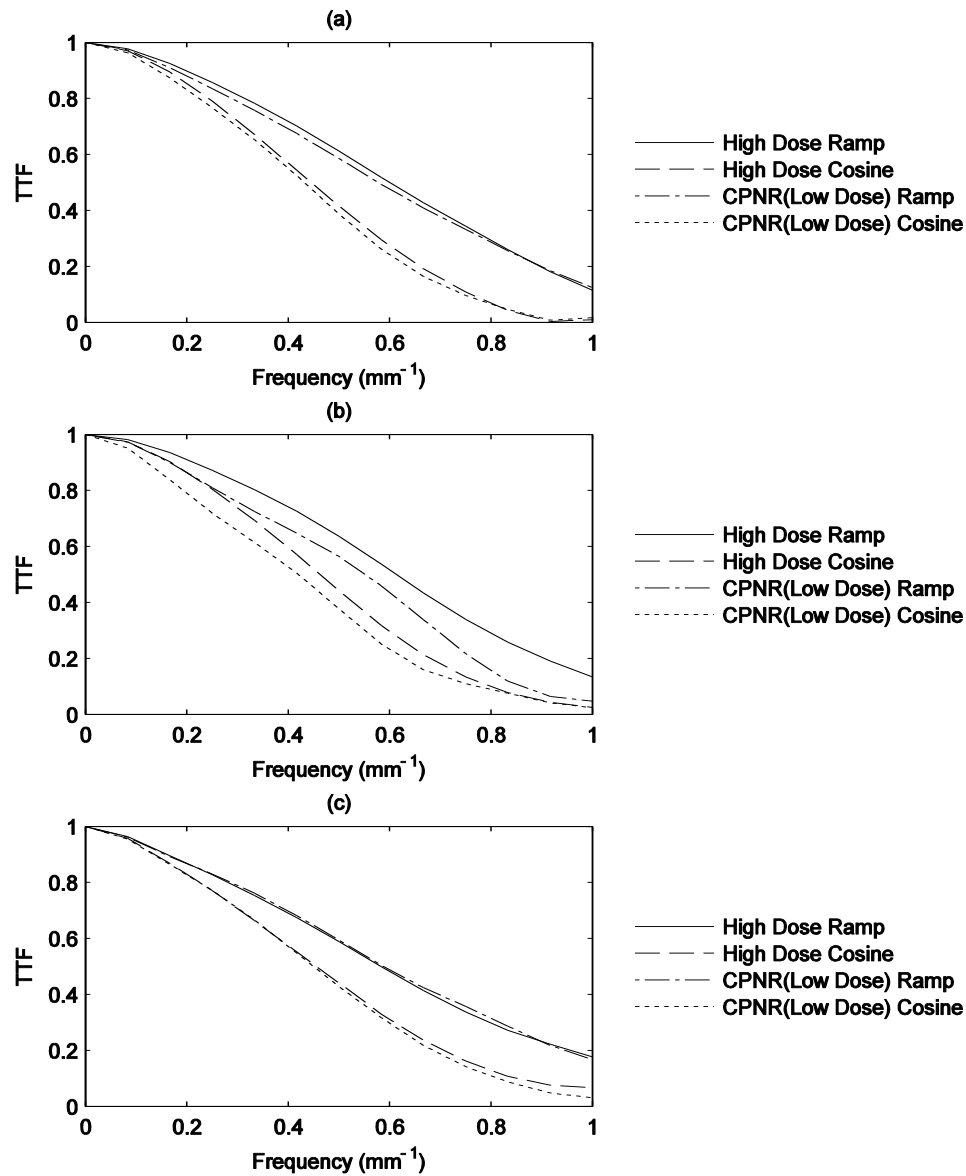 (a)
1
0.8
0.6
0.4
0.2
0
TTF
0 0.2 0.4 0.6 0.8 1
Frequency (mm⁻¹)
High Dose Ramp
High Dose Cosine
CPNR(Low Dose) Ramp
CPNR(Low Dose) Cosine
(b)
1
0.8
0.6
0.4
0.2
0
TTF
0 0.2 0.4 0.6 0.8 1
Frequency (mm⁻¹)
High Dose Ramp
High Dose Cosine
CPNR(Low Dose) Ramp
CPNR(Low Dose) Cosine
(c)
1
0.8
0.6
0.4
0.2
0
TTF
0 0.2 0.4 0.6 0.8 1
Frequency (mm⁻¹)
High Dose Ramp
High Dose Cosine
CPNR(Low Dose) Ramp
CPNR(Low Dose) Cosine